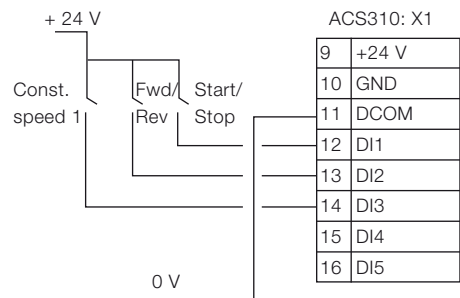 + 24 V
ACS310: X1
9 +24 V
10 GND
11 DCOM
12 DI1
13 DI2
14 DI3
15 DI4
16 DI5
Const.
speed 1
Fwd/
Rev
Start/
Stop
0 V